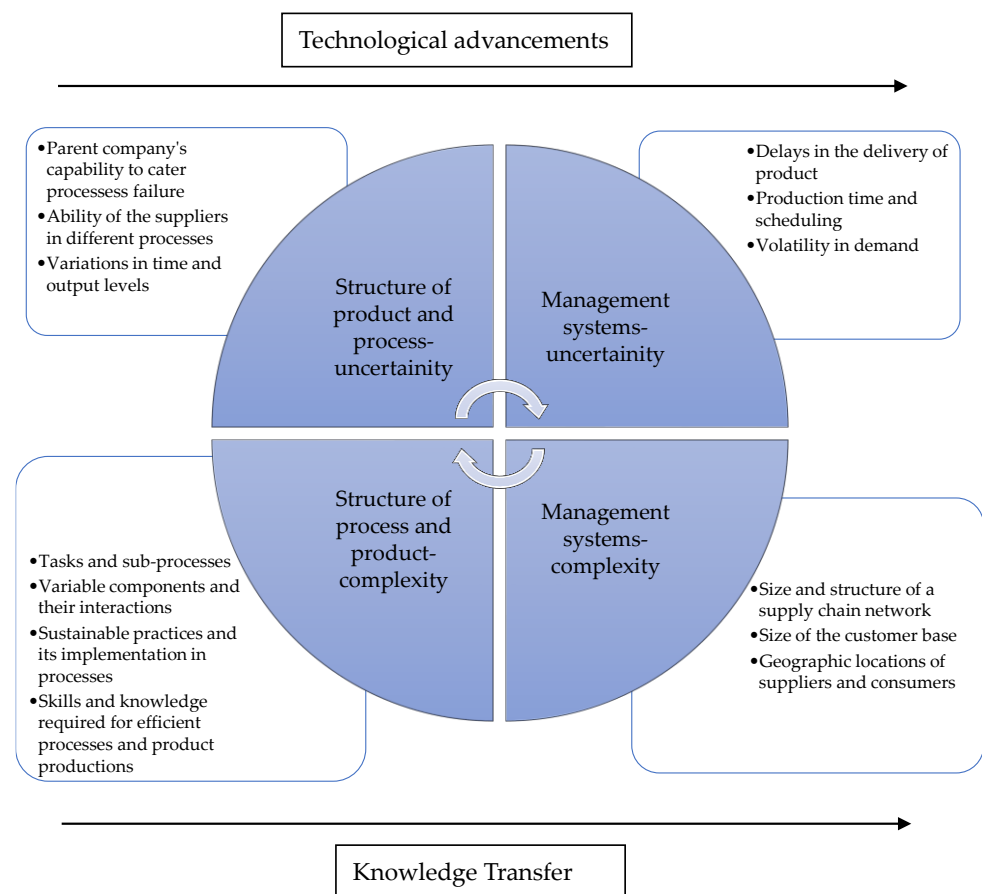 Technological advancements
•Parent company's
capability to cater
processess failure
•Ability of the suppliers
in different processes
•Variations in time and
output levels
•Delays in the delivery of
product
•Production time and
scheduling
•Volatility in demand
Structure of
product and
process-
uncertainity
Management
systems-
uncertainity
Structure of
process and
product-
complexity
Management
systems-
complexity
•Tasks and sub-processes
•Variable components and
their interactions
•Sustainable practices and
its implementation in
processes
•Skills and knowledge
required for efficient
processes and product
productions
•Size and structure of a
supply chain network
•Size of the customer base
•Geographic locations of
suppliers and consumers
Knowledge Transfer